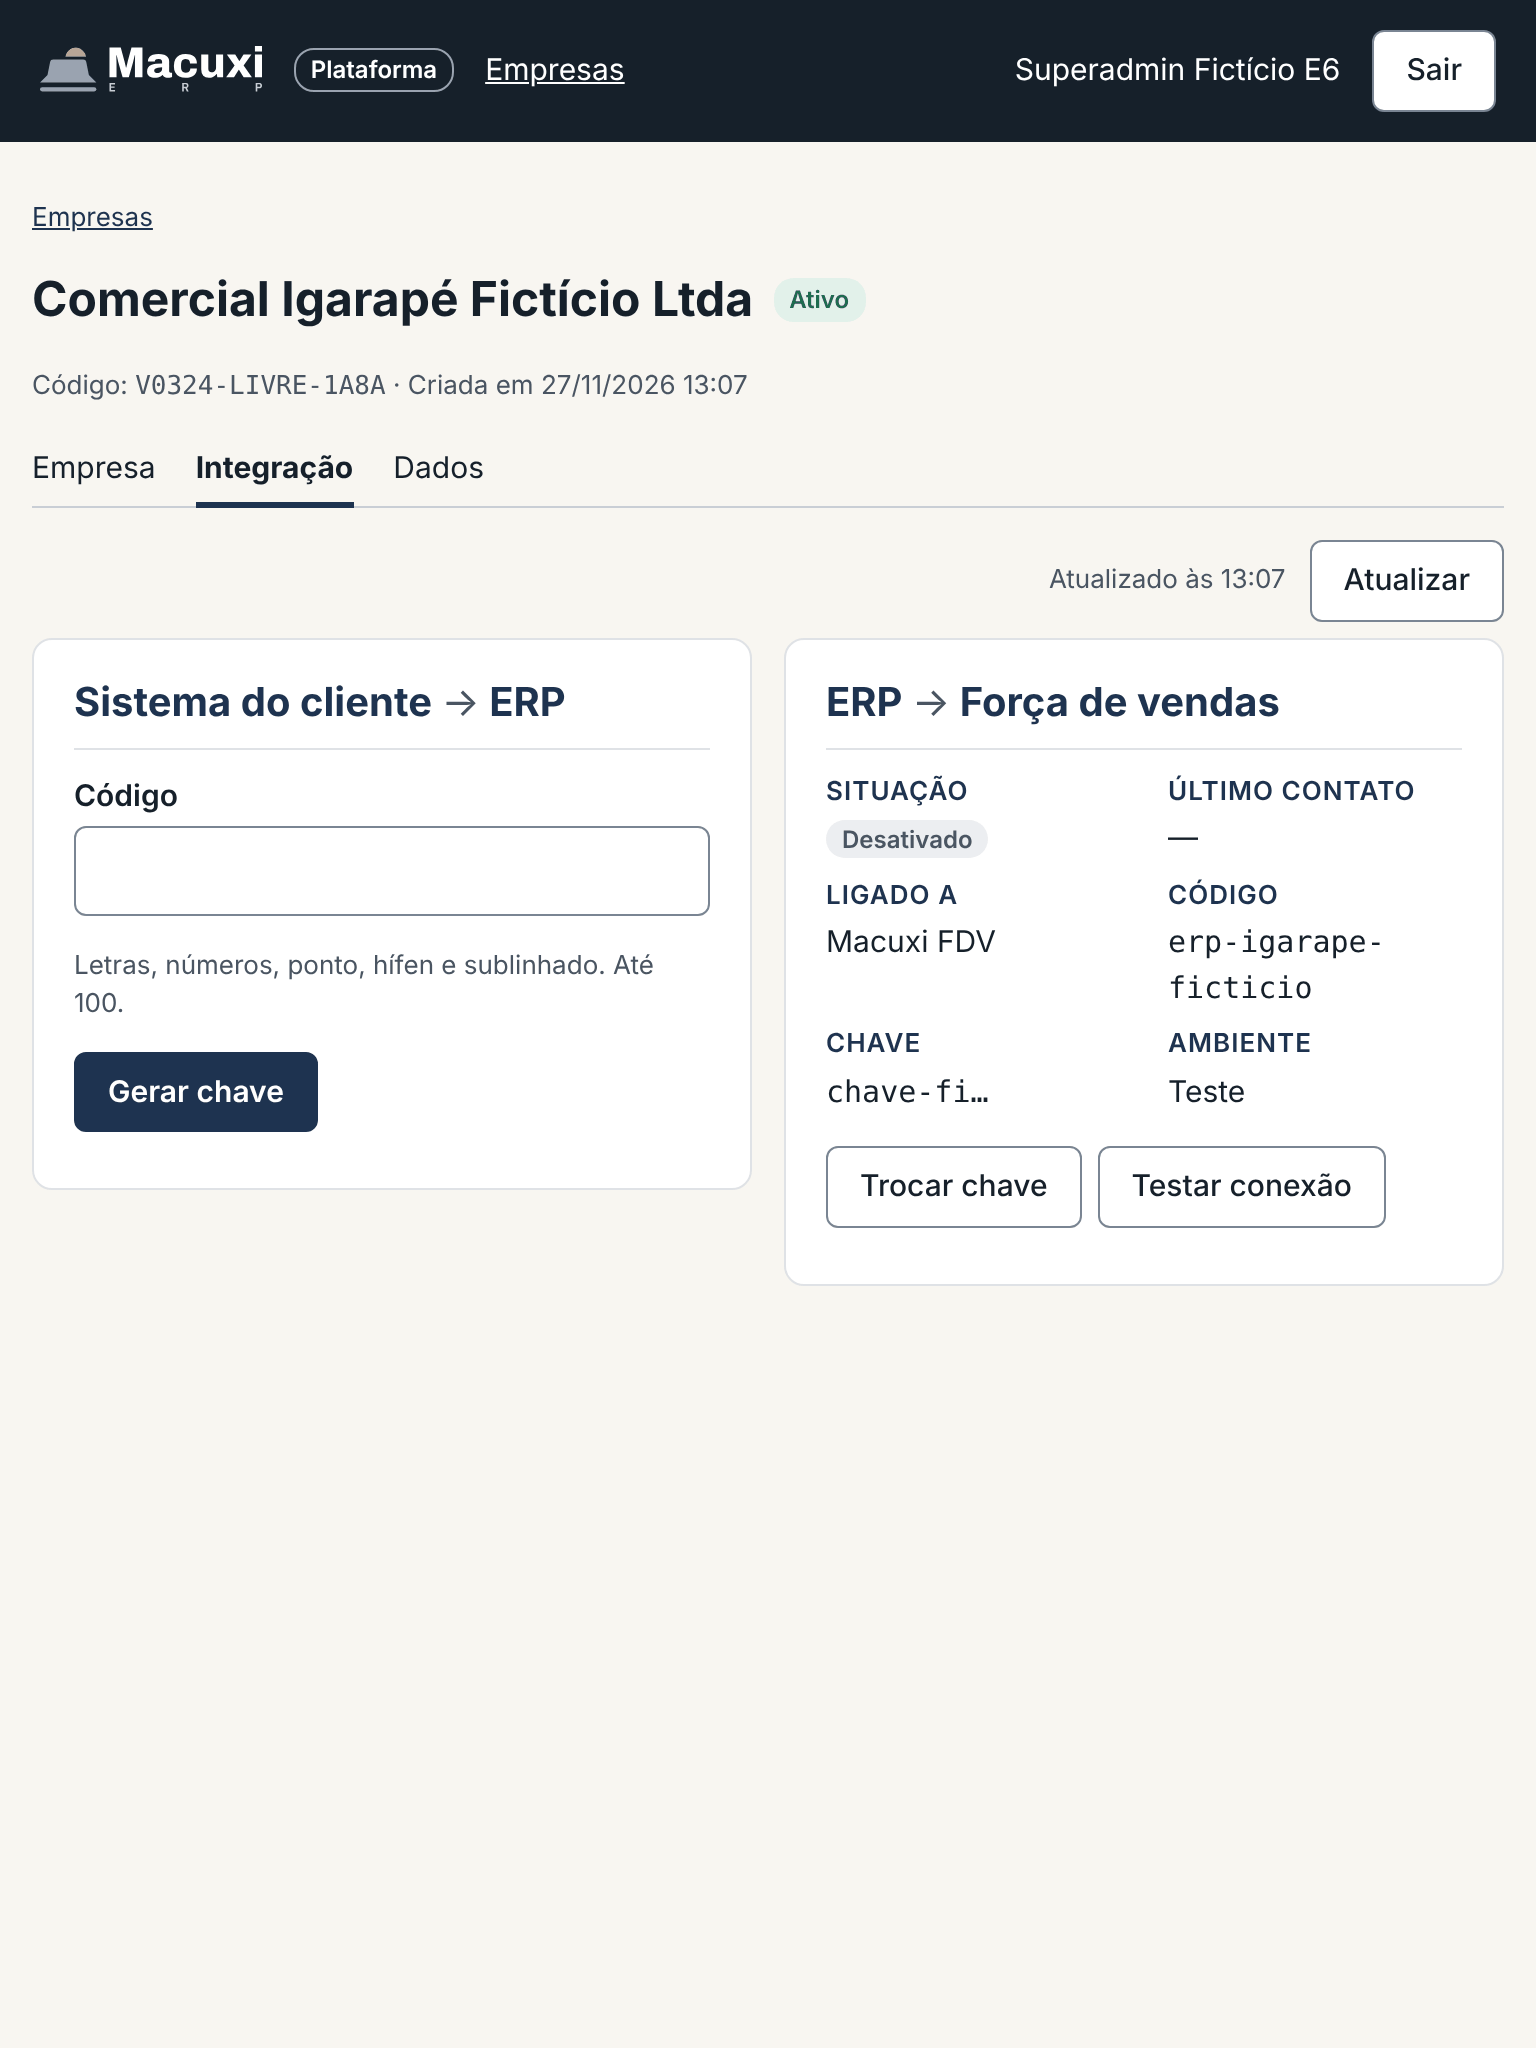 Macuxi
E R P
Plataforma
Empresas
Superadmin Fictício E6
Sair
Empresas
Comercial Igarapé Fictício Ltda
Ativo
Código: V0324-LIVRE-1A8A · Criada em 27/11/2026 13:07
Empresa
Integração
Dados
Atualizado às 13:07
Atualizar
Sistema do cliente → ERP
Código
Letras, números, ponto, hífen e sublinhado. Até
100.
Gerar chave
ERP → Força de vendas
SITUAÇÃO
Desativado
ÚLTIMO CONTATO
—
LIGADO A
Macuxi FDV
CÓDIGO
erp-igarape-
ficticio
CHAVE
chave-fi…
AMBIENTE
Teste
Trocar chave
Testar conexão